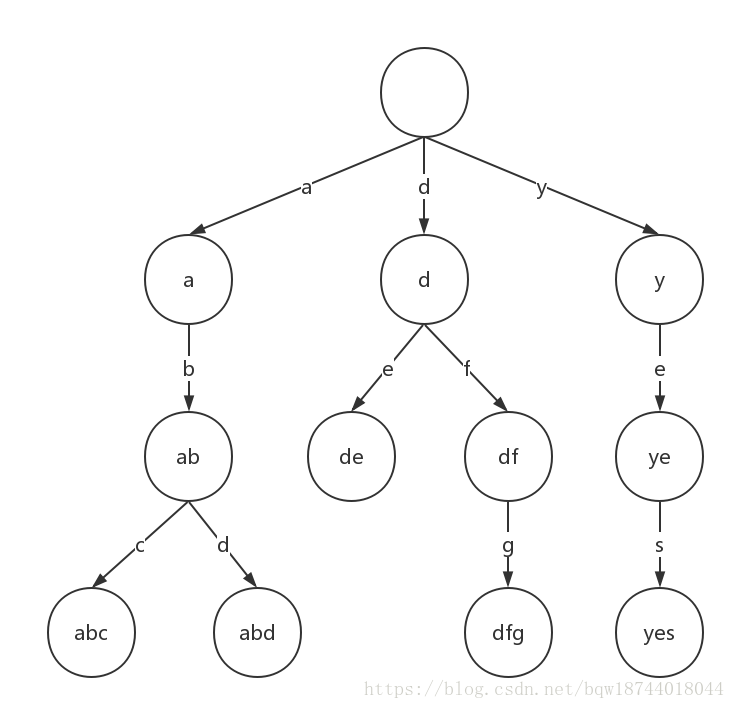 a d y
a d y
b e f e
ab de df ye
c d g s
abc abd dfg yes
https://blog.csdn.net/bqw18744018044